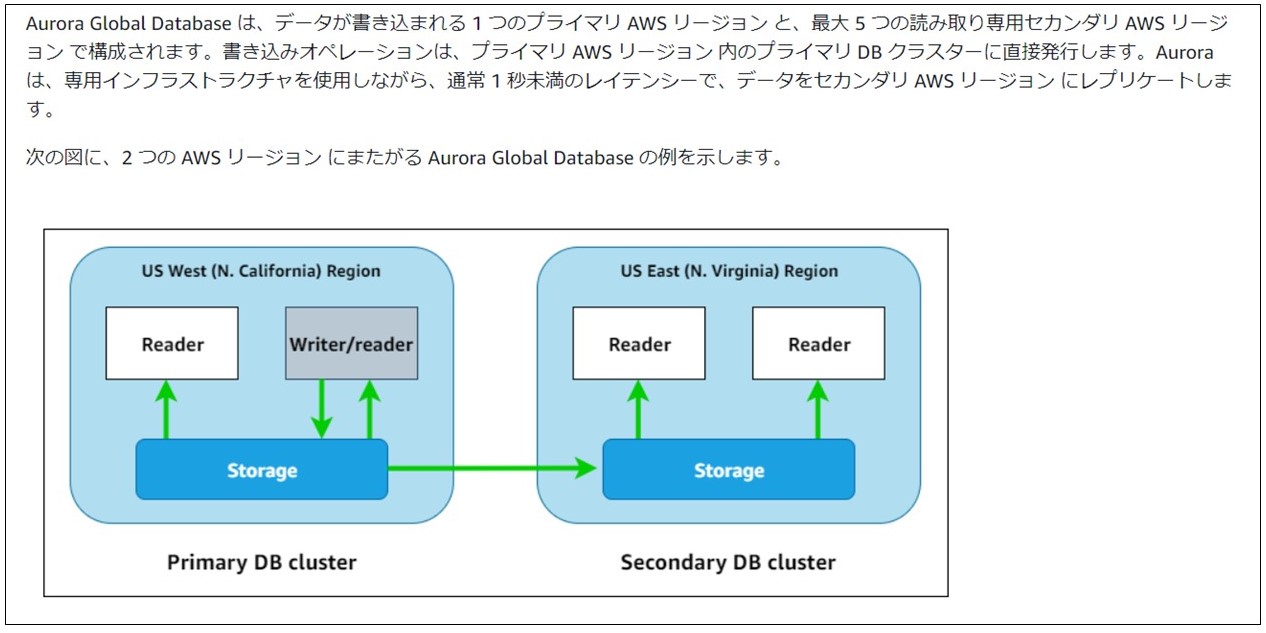 Aurora Global Database は、データが書き込まれる 1 つのプライマリ AWS リージョン と、最大 5 つの読み取り専用セカンダリ AWS リージ
ョン で構成されます。書き込みオペレーションは、プライマリ AWS リージョン 内のプライマリ DB クラスターに直接発行します。Aurora
は、専用インフラストラクチャを使用しながら、通常 1 秒未満のレイテンシーで、データをセカンダリ AWS リージョン にレプリケートしま
す。
次の図に、2 つの AWS リージョン にまたがる Aurora Global Database の例を示します。
US West (N. California) Region
US East (N. Virginia) Region
Reader
Writer/reader
Reader
Reader
Storage
Storage
Primary DB cluster
Secondary DB cluster